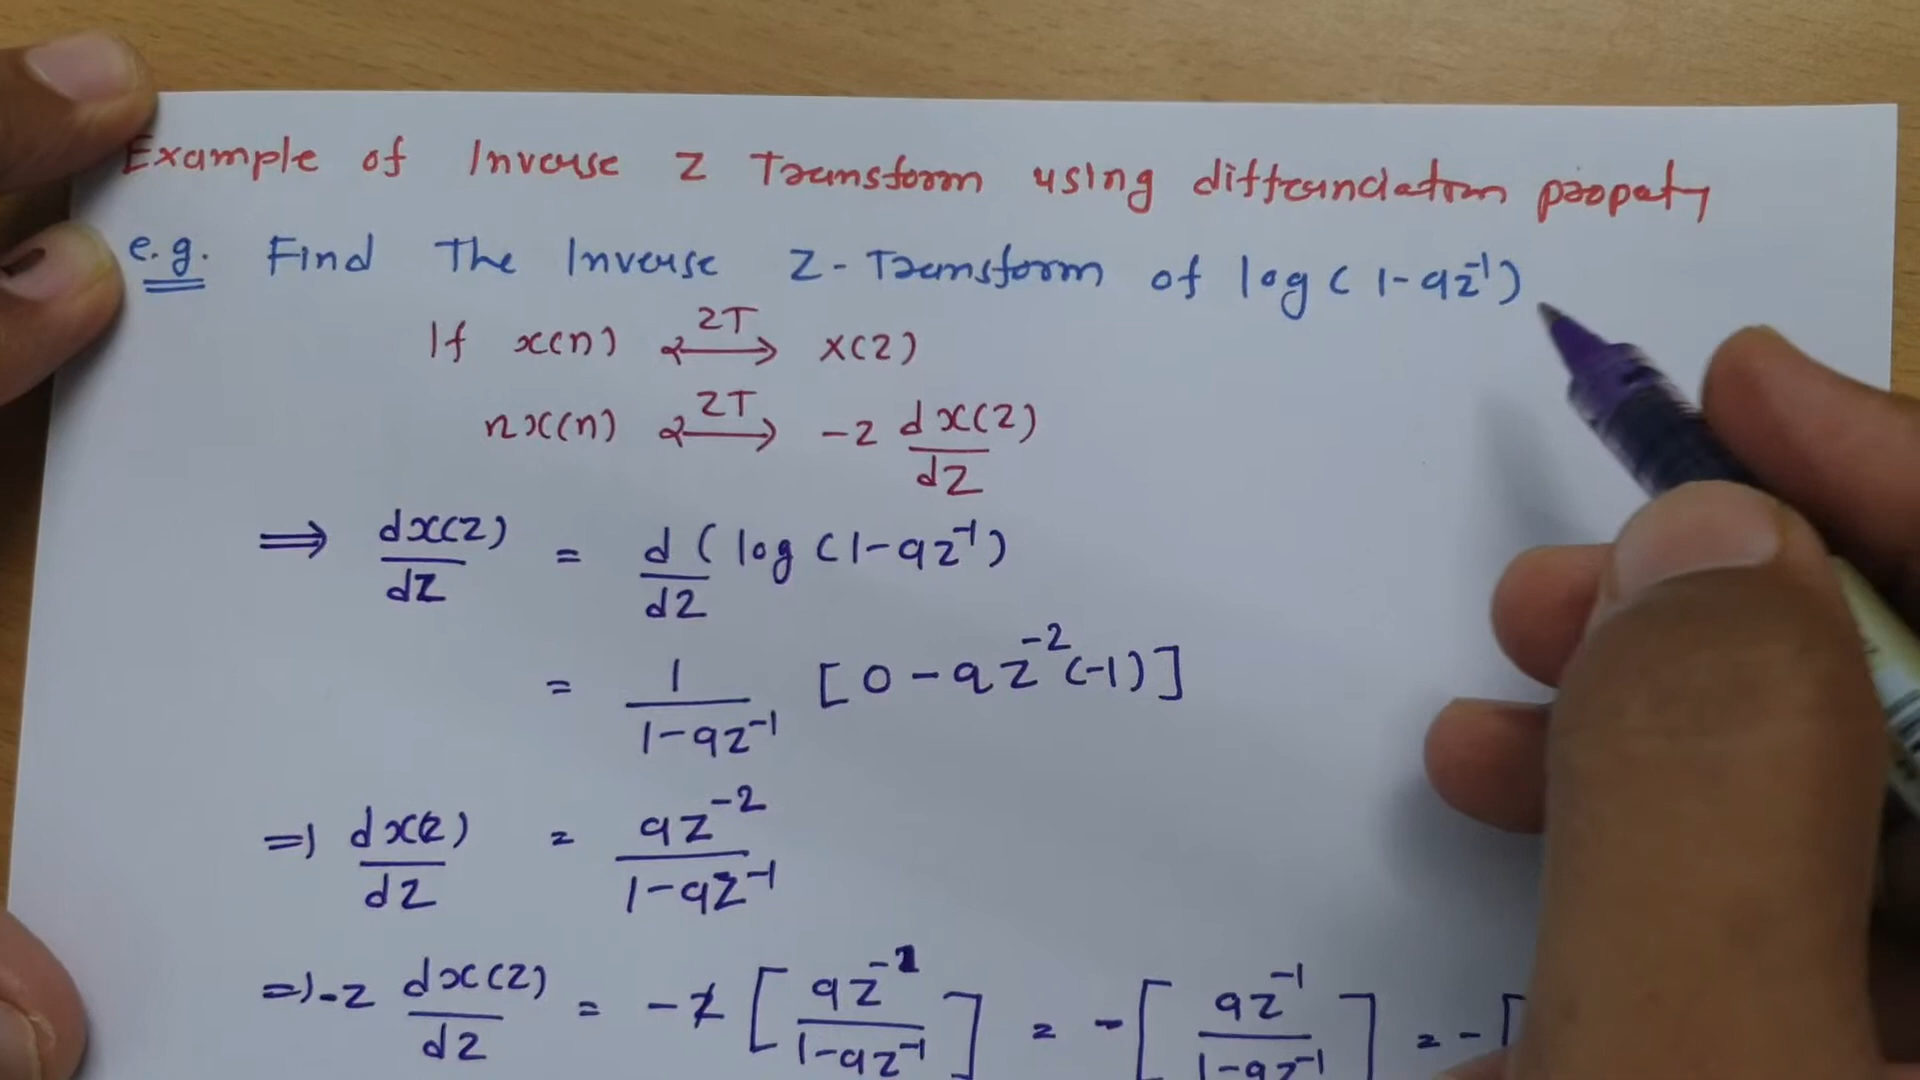 Example of Inverse Z Transform using differenciation property
e.g. Find The Inverse Z-Transform of log(1-az⁻¹)
If x(n) ⟷ ZT X(Z)
nx(n) ⟷ ZT -z dx(z)/dz
⇒ dx(z)/dz = d/dz (log(1-az⁻¹)
= 1/(1-az⁻¹) [0-az⁻²(-1)]
⇒ dx(z)/dz = az⁻²/(1-az⁻¹)
⇒ -z dx(z)/dz = -z [az⁻¹/(1-az⁻¹)] = -[az⁻¹/(1-az⁻¹)] = -[